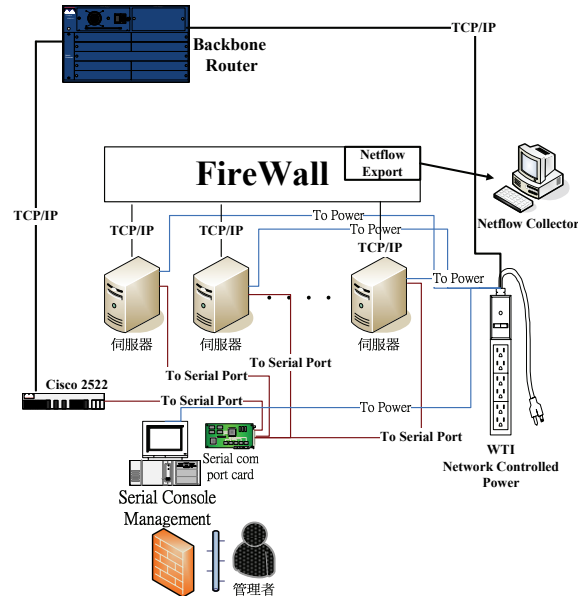 Backbone
Router
TCP/IP
FireWall
Netflow
Export
Netflow Collector
TCP/IP
TCP/IP
TCP/IP
TCP/IP
To Power
To Power
To Power
伺服器
伺服器
. . . .
伺服器
To Serial Port
To Serial Port
Cisco 2522
To Serial Port
To Power
To Serial Port
Serial com
port card
WTI
Network Controlled
Power
Serial Console
Management
管理者